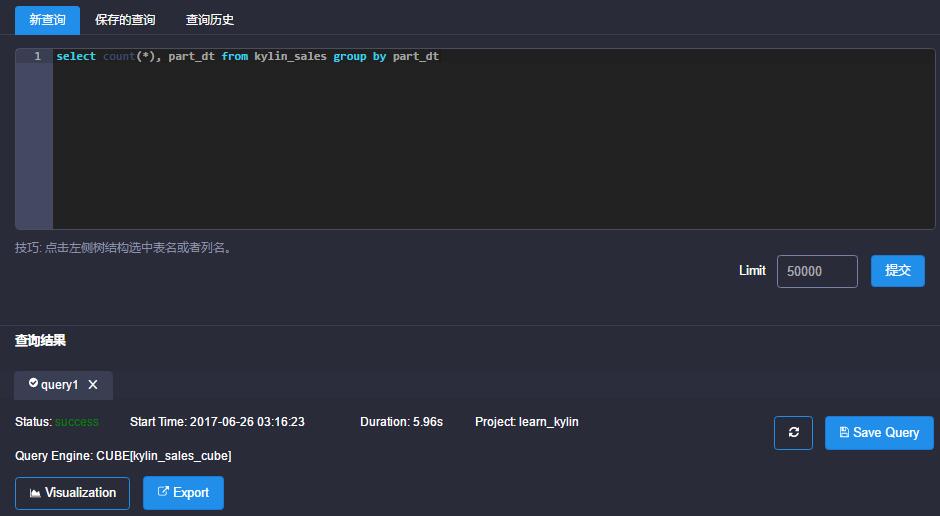 新查询 保存的查询 查询历史
1 select count(*), part_dt from kylin_sales group by part_dt
技巧: 点击左侧树结构选中表名或者列名。
Limit 50000 提交
查询结果
query1 X
Status: success Start Time: 2017-06-26 03:16:23 Duration: 5.96s Project: learn_kylin
Save Query
Query Engine: CUBE[kylin_sales_cube]
Visualization Export